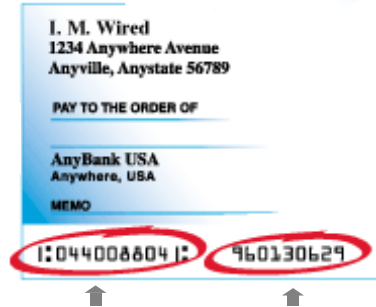 I. M. Wired
1234 Anywhere Avenue
Anyville, Anystate 56789
PAY TO THE ORDER OF
AnyBank USA
Anywhere, USA
MEMO
⑆044008804⑆ 960130629